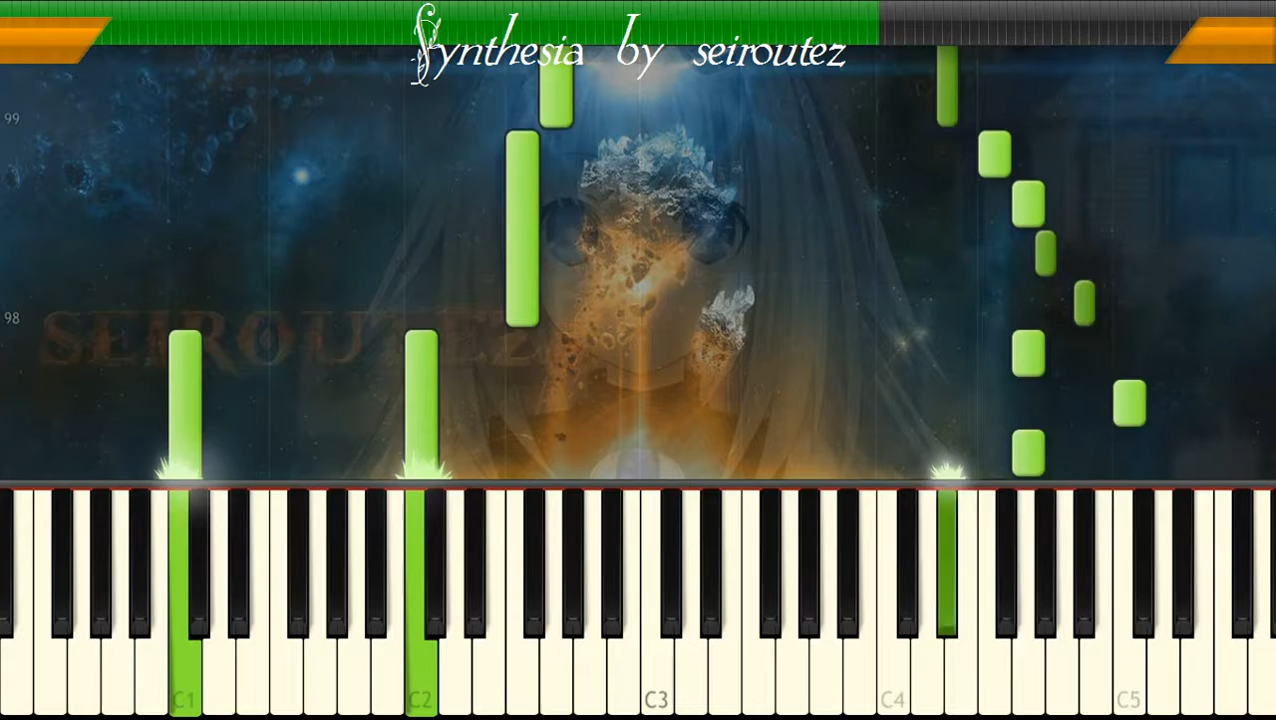 Synthesia by seiroutez
99
98
SEIROUTEZ
C1 C2 C3 C4 C5